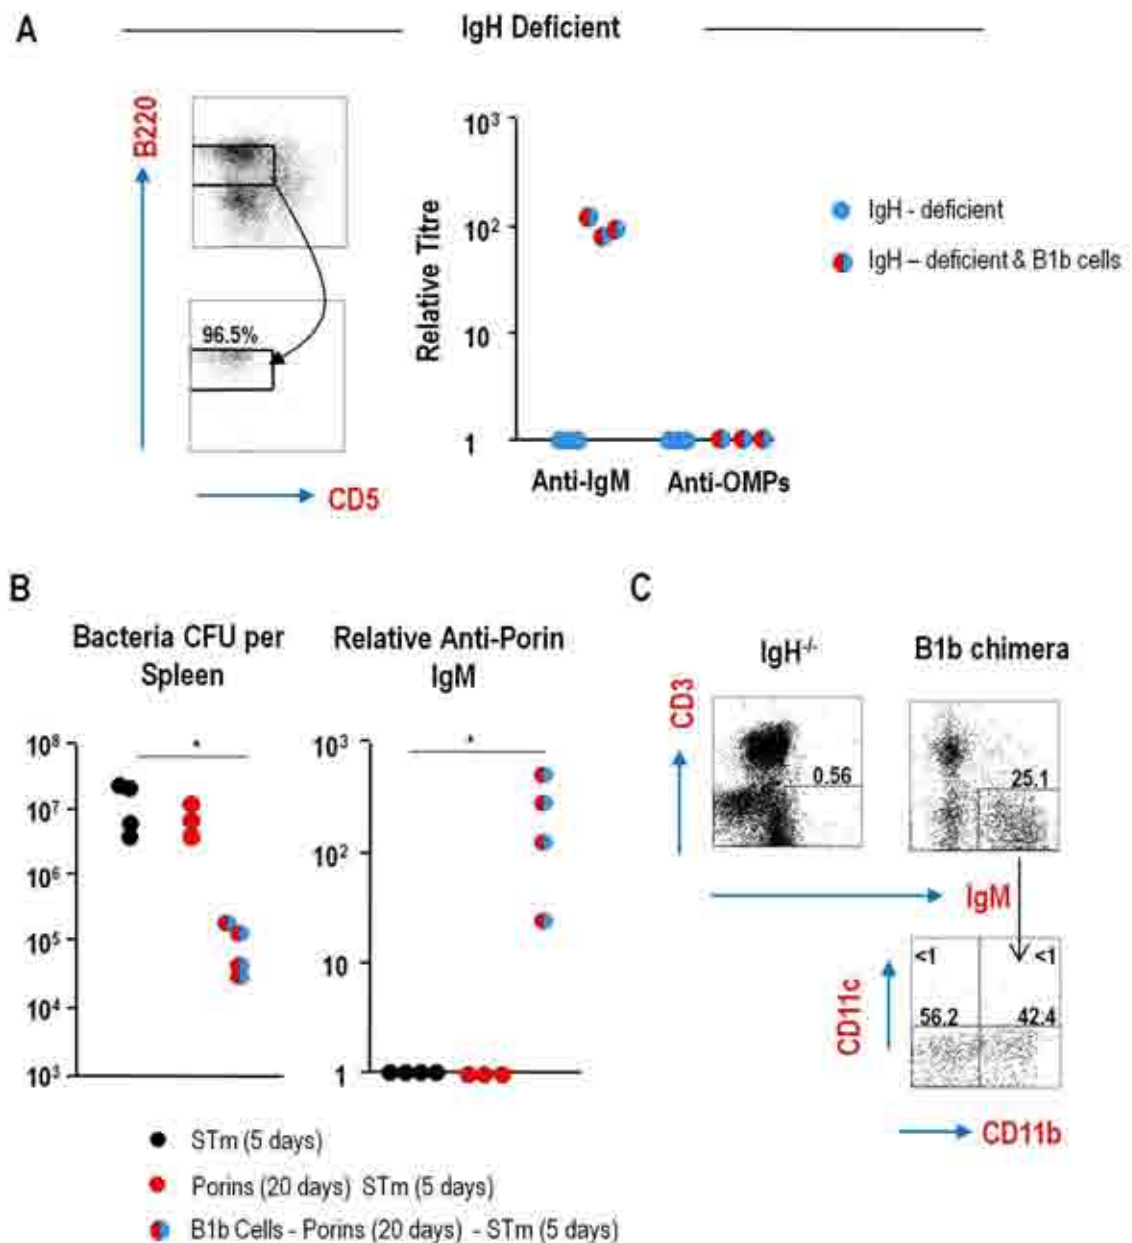 A
IgH Deficient
B220
96.5%
CD5
Relative Titre
10³
10²
10
1
Anti-IgM
Anti-OMPs
IgH - deficient
IgH – deficient & B1b cells
B
Bacteria CFU per
Spleen
10⁸
10⁷
10⁶
10⁵
10⁴
10³
*
Relative Anti-Porin
IgM
10³
10²
10
1
*
STm (5 days)
Porins (20 days) STm (5 days)
B1b Cells - Porins (20 days) - STm (5 days)
C
IgH⁻/⁻
B1b chimera
CD3
0.56
25.1
IgM
CD11c
<1
<1
56.2
42.4
CD11b